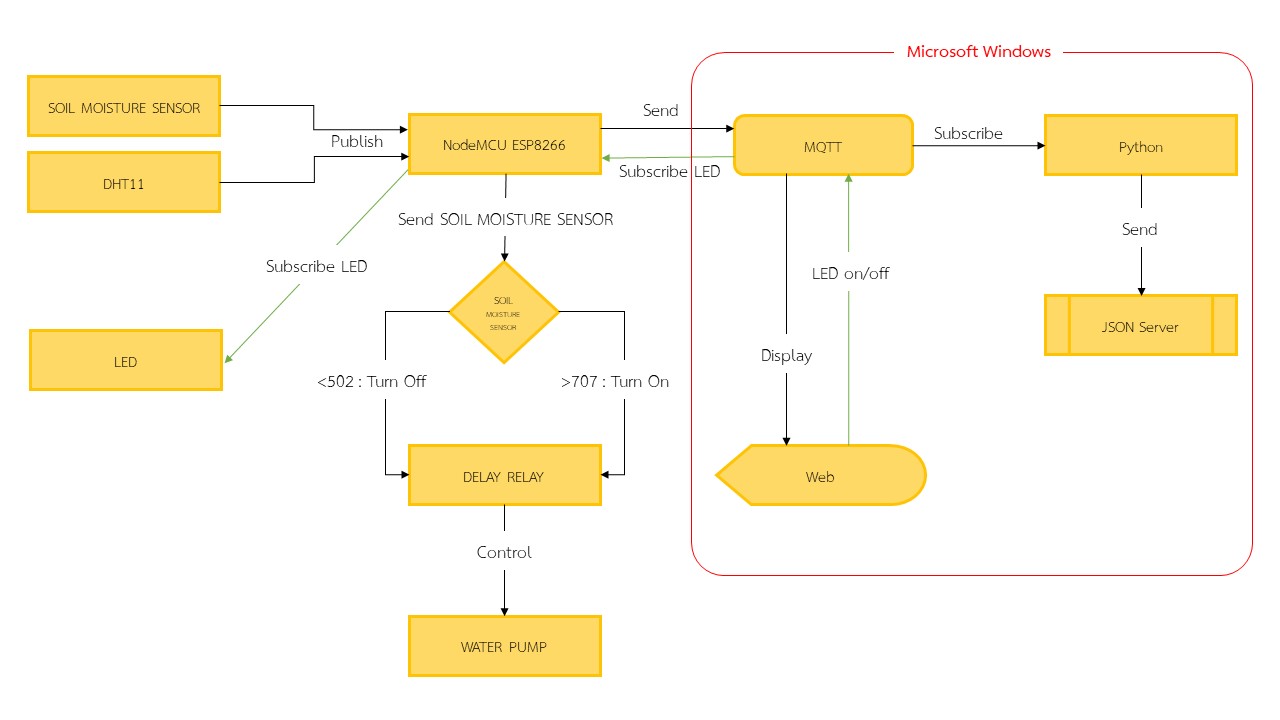 Microsoft Windows
SOIL MOISTURE SENSOR
Publish
DHT11
NodeMCU ESP8266
Send
Subscribe LED
MQTT
Subscribe
Python
Send SOIL MOISTURE SENSOR
Subscribe LED
LED
SOIL
MOISTURE
SENSOR
<502 : Turn Off
>707 : Turn On
LED on/off
Display
Send
JSON Server
DELAY RELAY
Web
Control
WATER PUMP